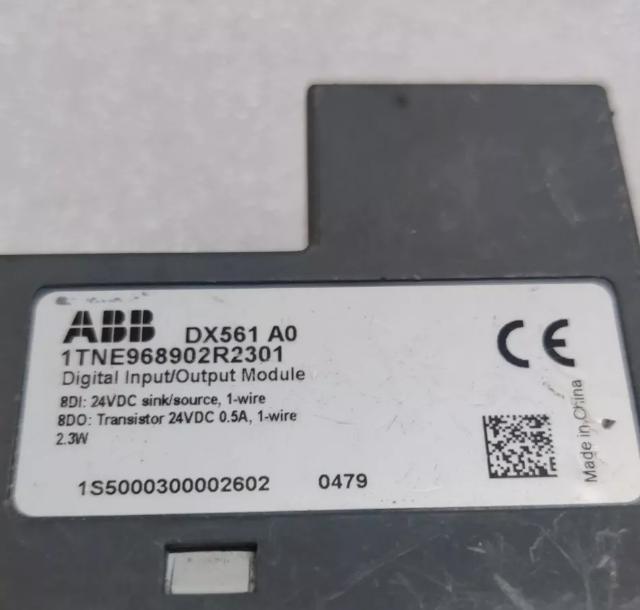 ABB DX561 A0
1TNE968902R2301
Digital Input/Output Module
8DI: 24VDC sink/source, 1-wire
8DO: Transistor 24VDC 0.5A, 1-wire
2.3W
1S5000300002602 0479
CE
Made in China